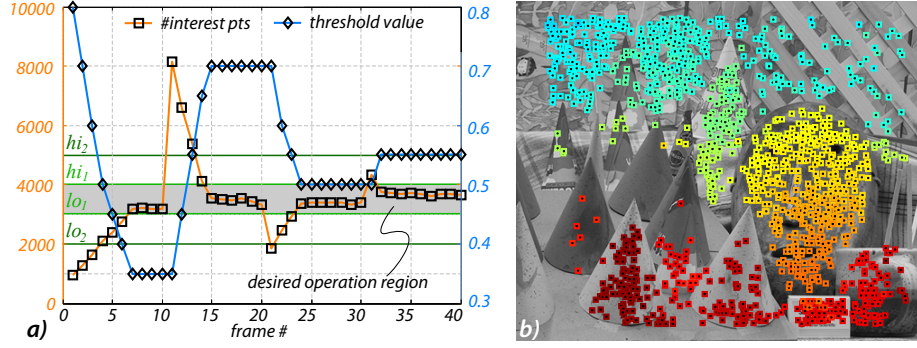 #interest pts threshold value
10000
8000
6000
4000
2000
0
0.8
0.7
0.6
0.5
0.4
0.3
hi2
hi1
lo1
lo2
desired operation region
0 5 10 15 20 25 30 35 40
frame #
a)
b)